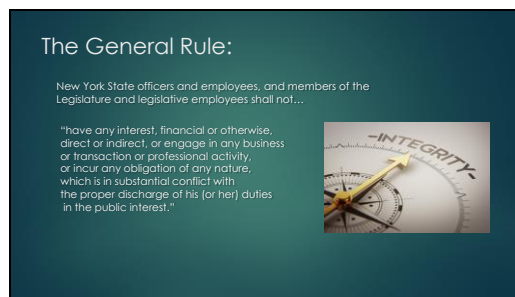 The General Rule:
New York State officers and employees, and members of the
Legislature and legislative employees shall not…
“have any interest, financial or otherwise,
direct or indirect, or engage in any business
or transaction or professional activity,
or incur any obligation of any nature,
which is in substantial conflict with
the proper discharge of his (or her) duties
in the public interest.”
-INTEGRITY-